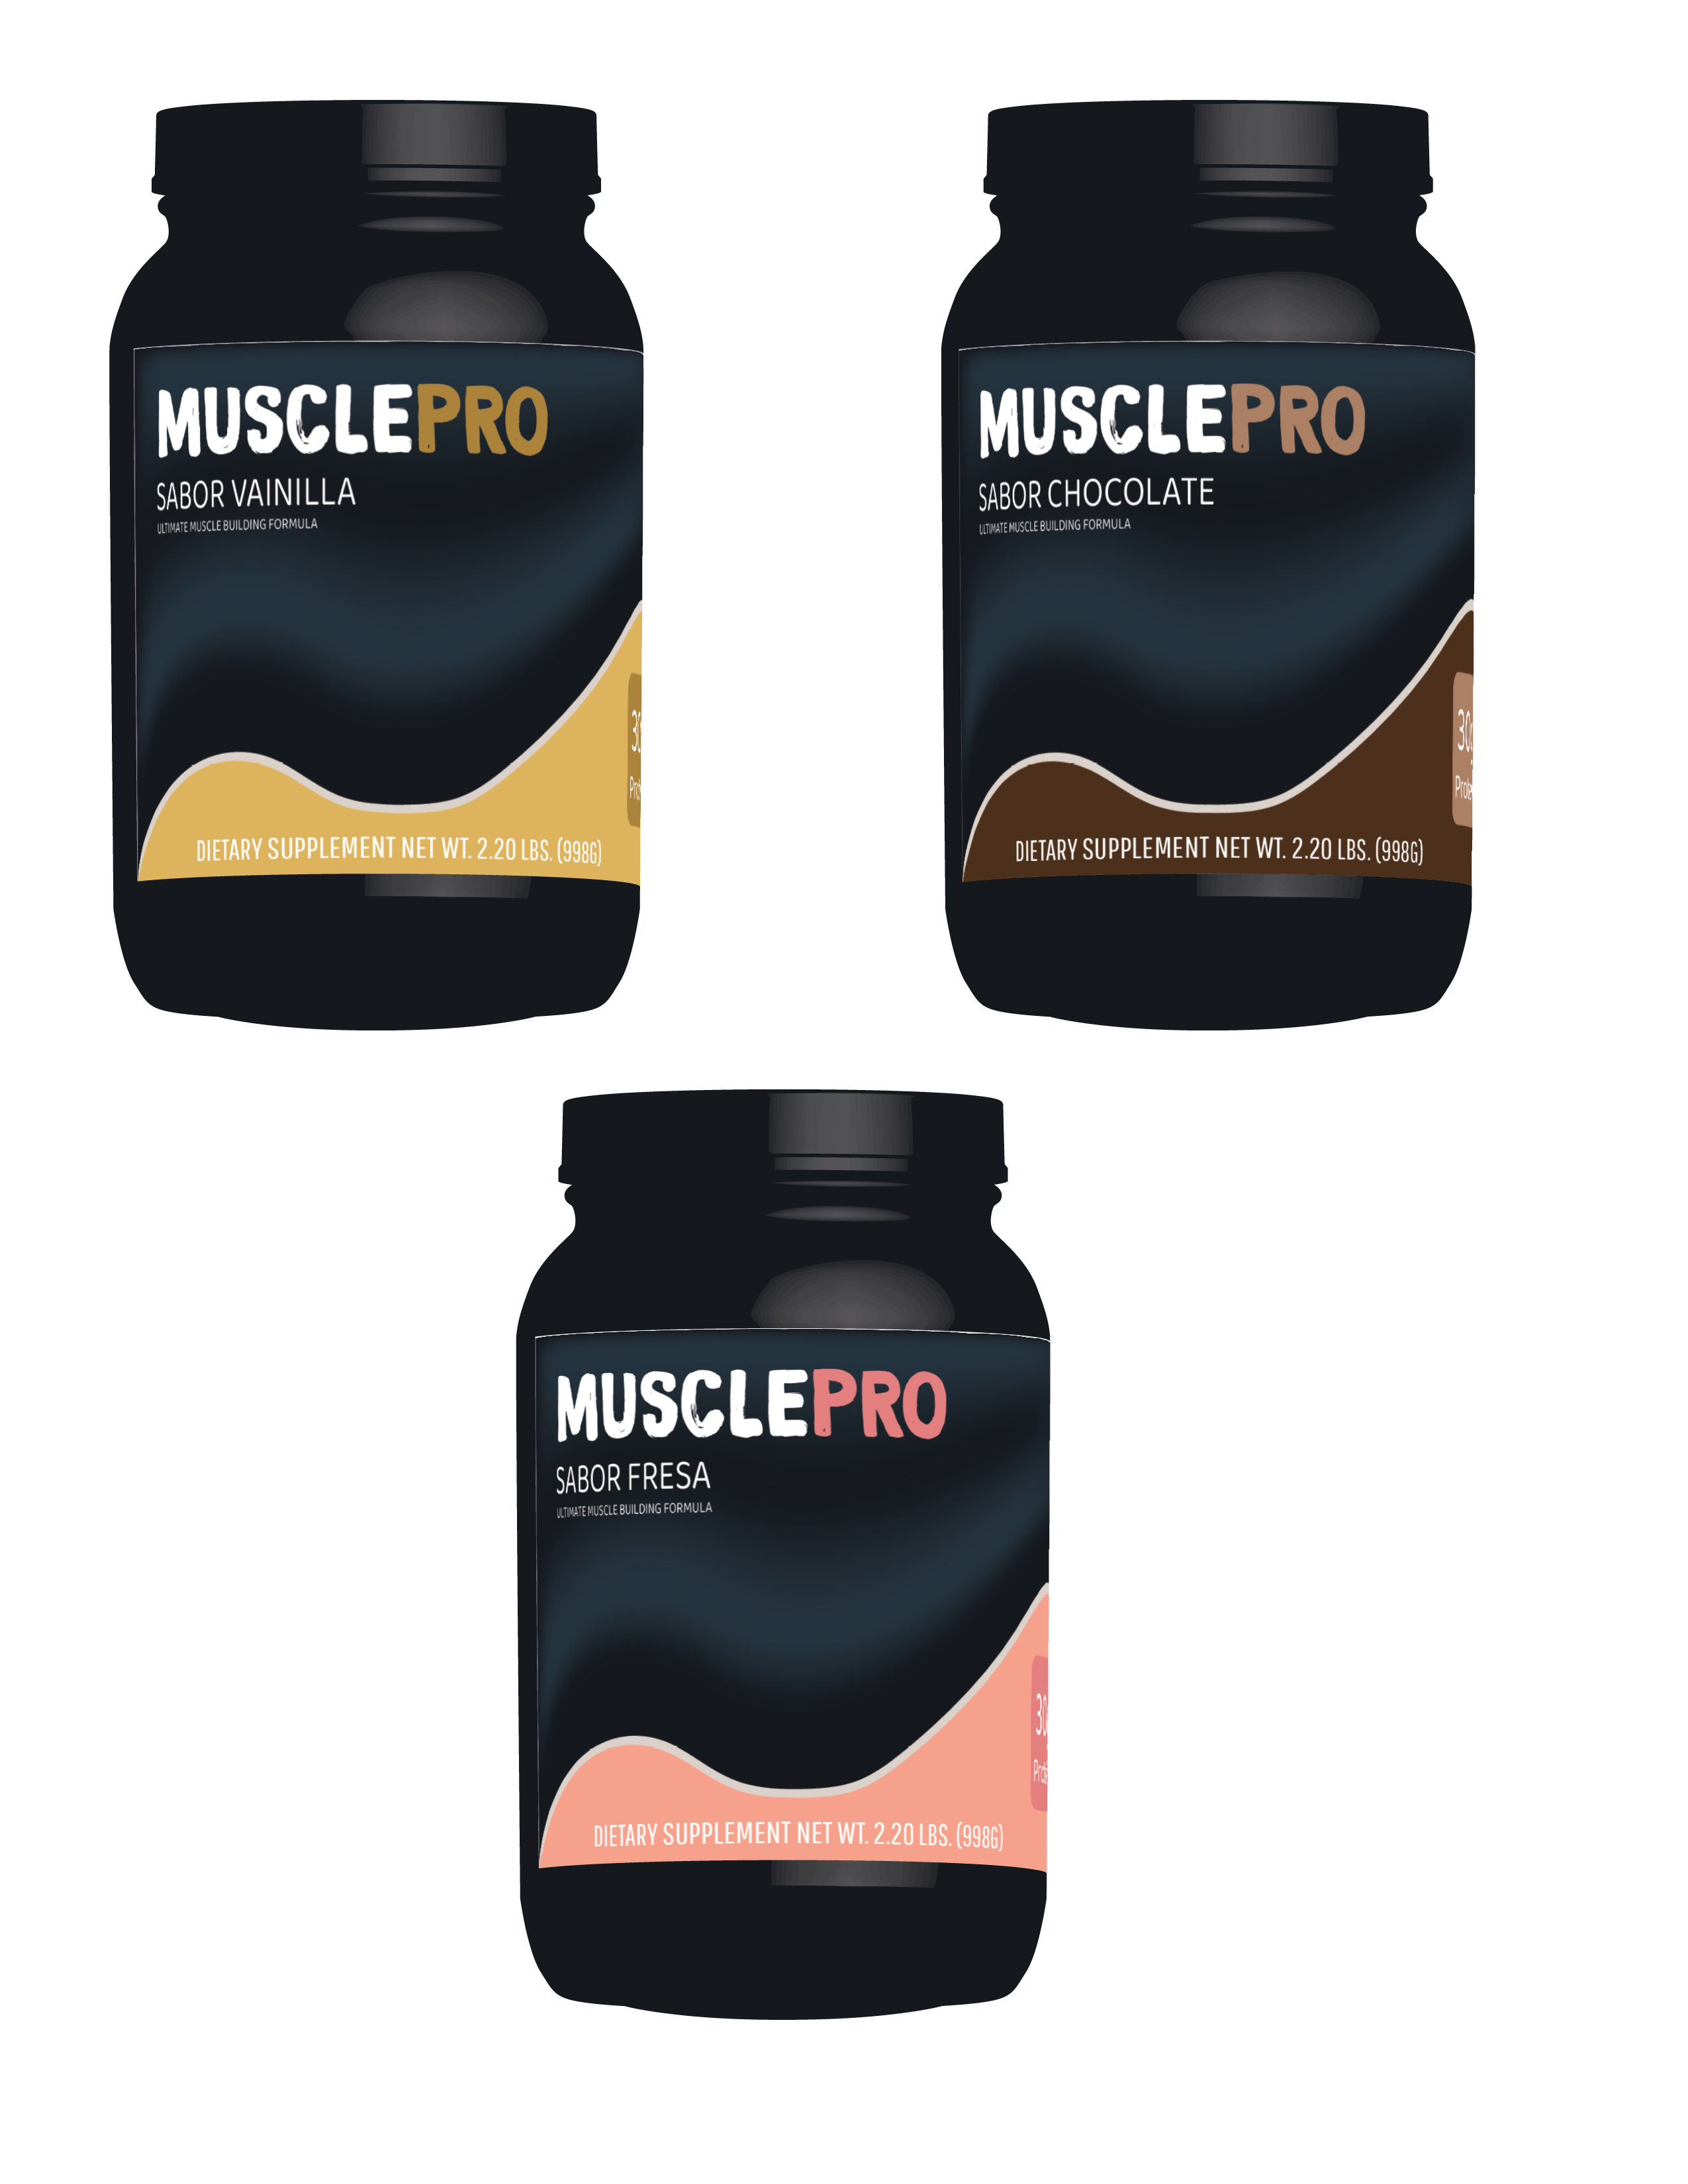 MUSCLEPRO
SABOR VAINILLA
ULTIMATE MUSCLE BUILDING FORMULA
DIETARY SUPPLEMENT NET WT. 2.20 LBS. (998G)
MUSCLEPRO
SABOR CHOCOLATE
ULTIMATE MUSCLE BUILDING FORMULA
30
DIETARY SUPPLEMENT NET WT. 2.20 LBS. (998G)
MUSCLEPRO
SABOR FRESA
ULTIMATE MUSCLE BUILDING FORMULA
30
DIETARY SUPPLEMENT NET WT. 2.20 LBS. (998G)